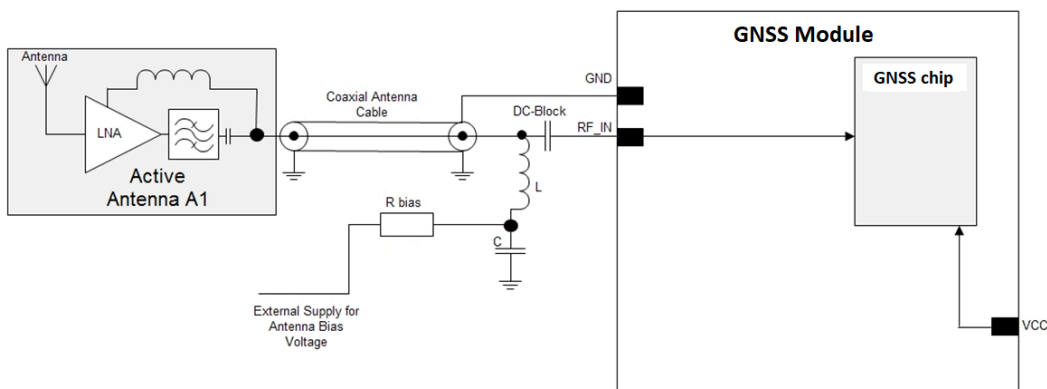 GNSS Module
Antenna
GNSS chip
GND
Coaxial Antenna
Cable
DC-Block
RF_IN
LNA
Active
Antenna A1
L
R bias
C
External Supply for
Antenna Bias
Voltage
VCC